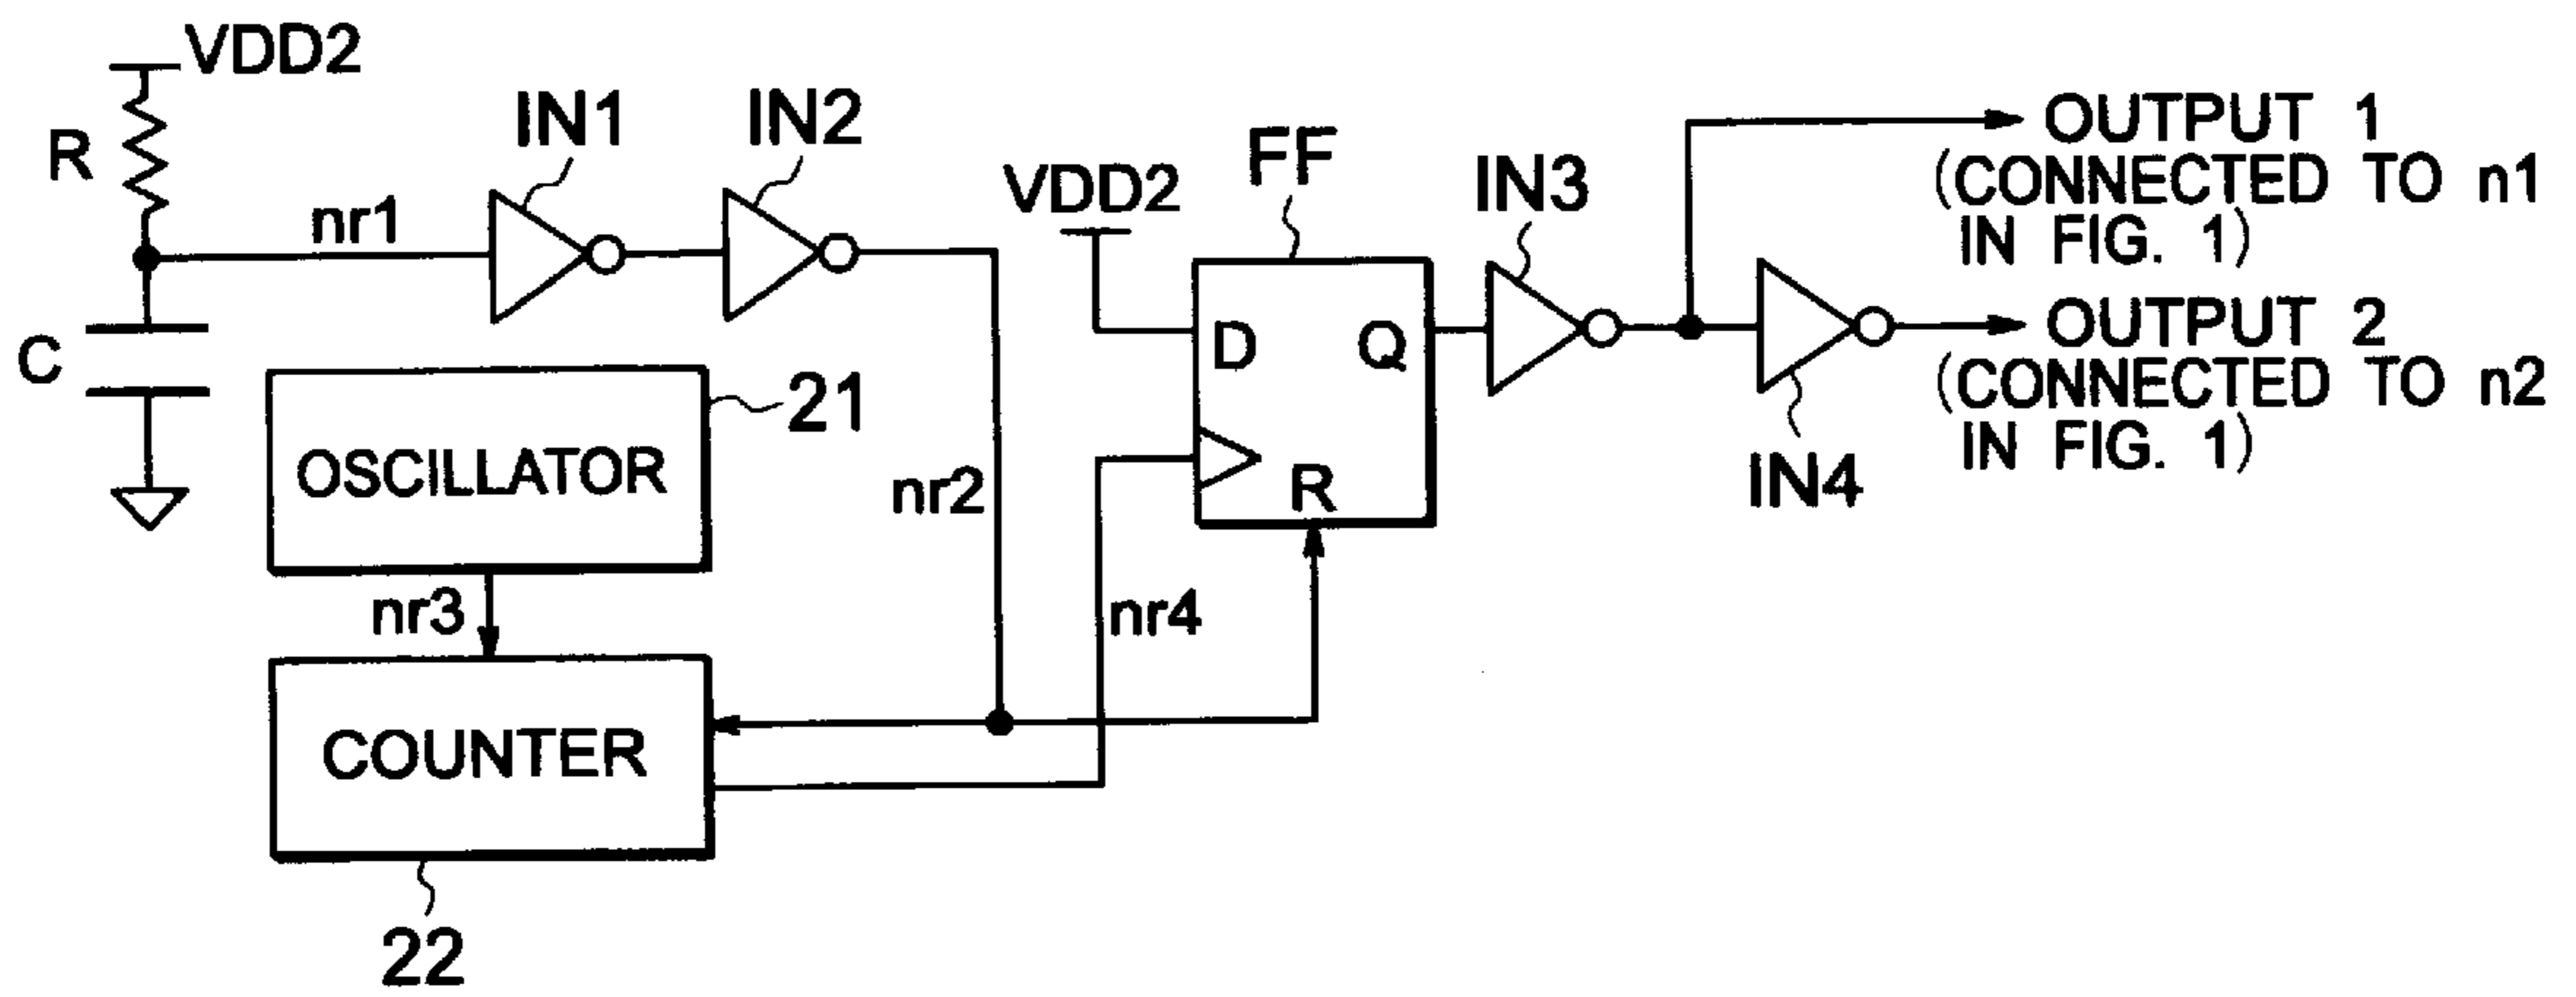 VDD2
R
nr1
C
IN1
IN2
OSCILLATOR
21
nr3
COUNTER
22
nr2
nr4
VDD2
FF
D
Q
R
IN3
IN4
OUTPUT 1
(CONNECTED TO n1
IN FIG. 1)
OUTPUT 2
(CONNECTED TO n2
IN FIG. 1)